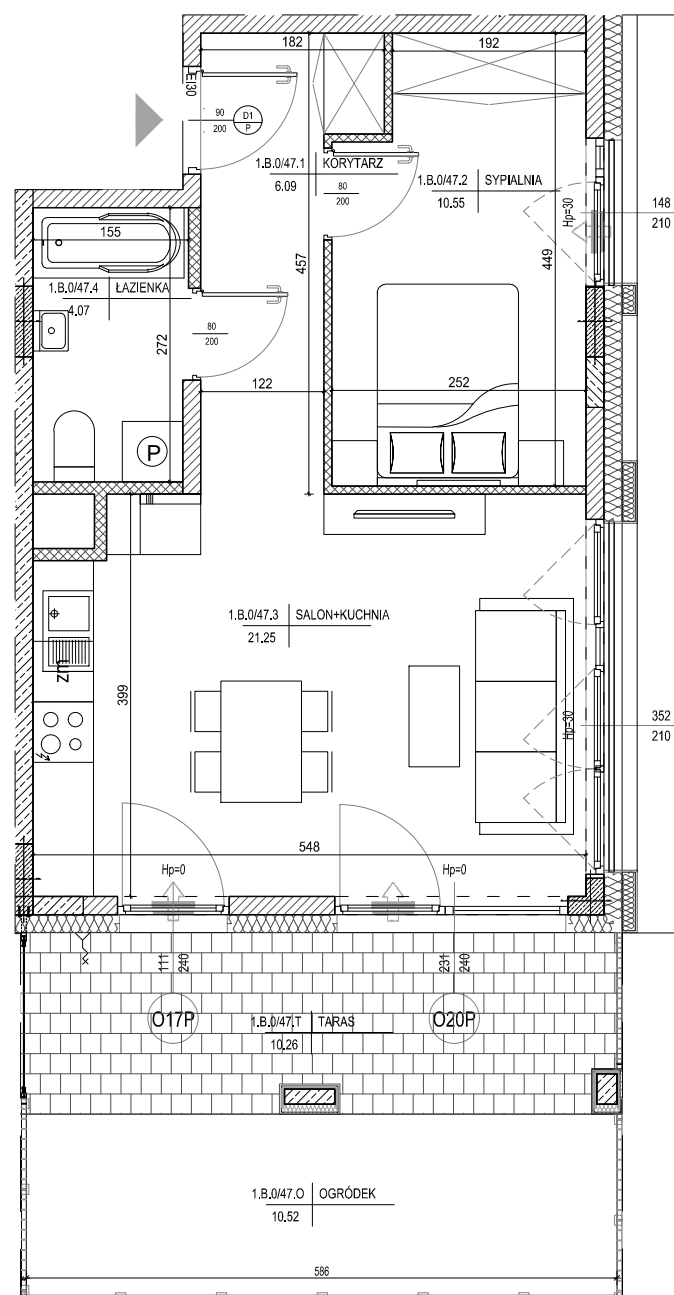 182
192
EI30
90
200
D1
P
1.B.0/47.1 KORYTARZ
6.09
80
200
1.B.0/47.2 SYPIALNIA
10.55
Hp=30
148
210
155
457
449
1.B.0/47.4 ŁAZIENKA
4.07
272
80
200
122
252
P
1.B.0/47.3 SALON+KUCHNIA
21.25
ZM
399
Hp=30
352
210
548
Hp=0
Hp=0
111
240
231
240
O17P
O20P
1.B.0/47.T TARAS
10.26
1.B.0/47.O OGRÓDEK
10.52
586